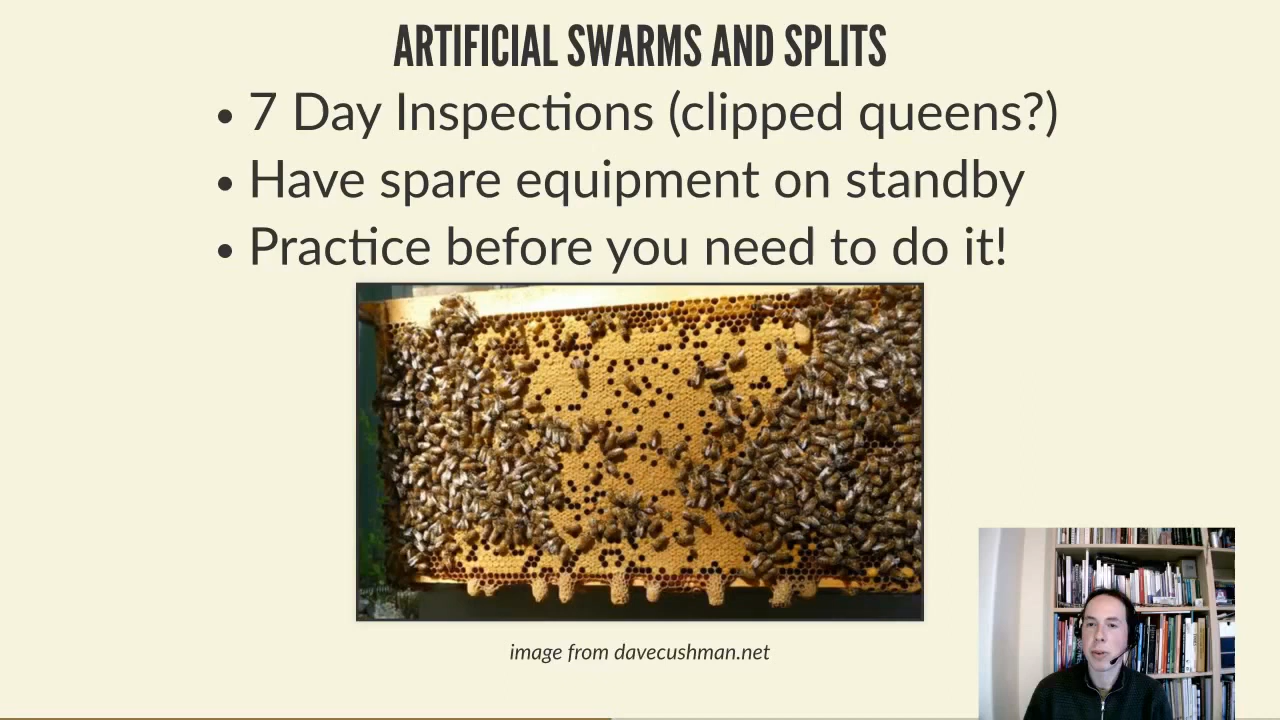 ARTIFICIAL SWARMS AND SPLITS
• 7 Day Inspections (clipped queens?)
• Have spare equipment on standby
• Practice before you need to do it!
image from davecushman.net